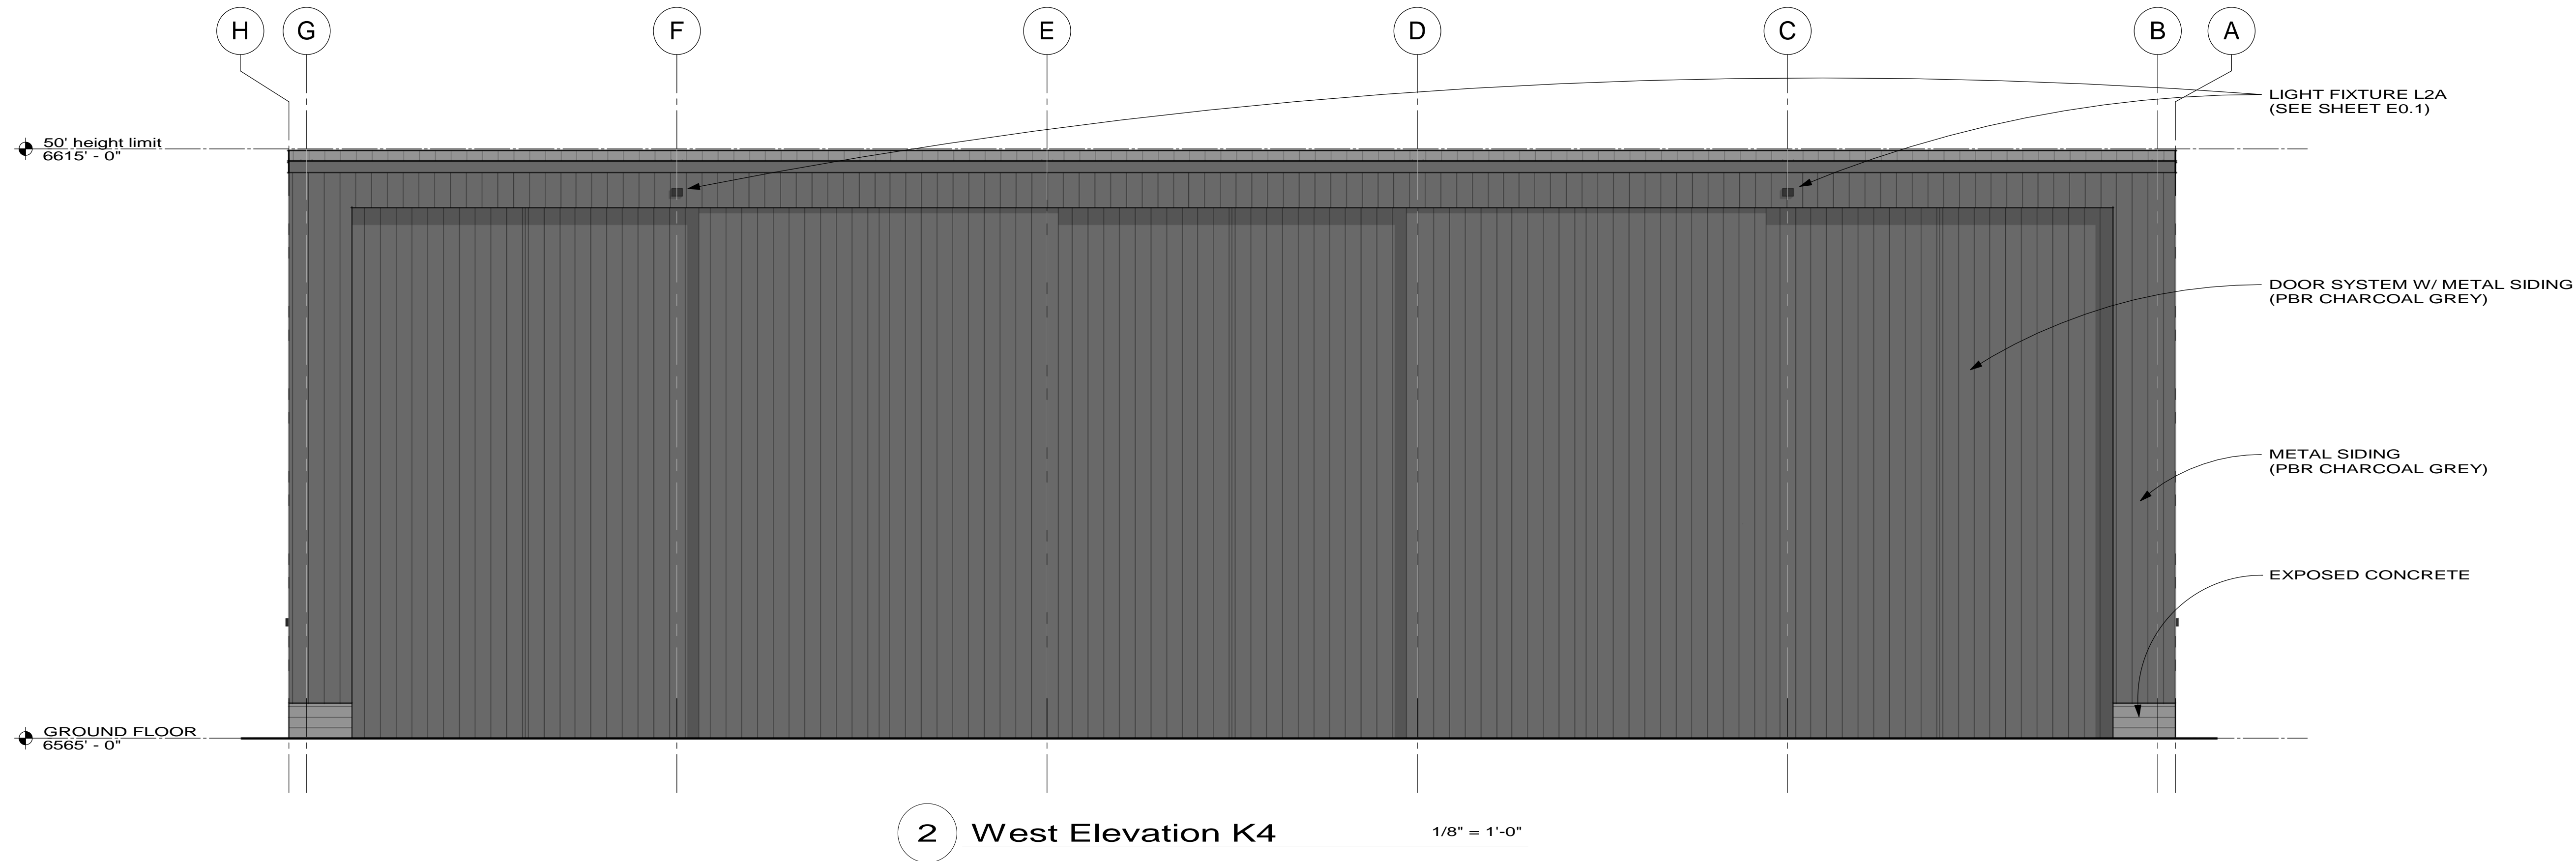 H G F E D C B A
LIGHT FIXTURE L2A
(SEE SHEET E0.1)
50' height limit
6615' - 0"
DOOR SYSTEM W/ METAL SIDING
(PBR CHARCOAL GREY)
METAL SIDING
(PBR CHARCOAL GREY)
EXPOSED CONCRETE
GROUND FLOOR
6565' - 0"
2 West Elevation K4 1/8" = 1'-0"